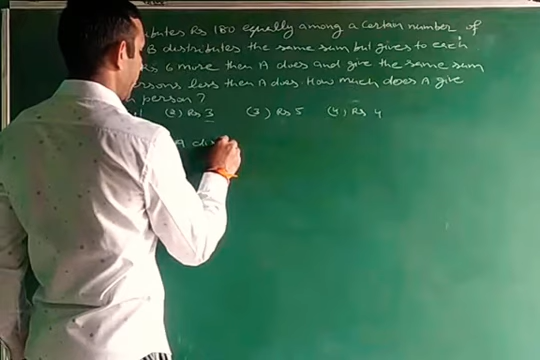 Rs 180 equally among a certain number of
B distributes the same sum but gives to each
Rs 6 more then A does and give the same sum
less then A does. How much does A give
person ?
(2) Rs 3 (3) Rs 5 (4) Rs 4
A dis